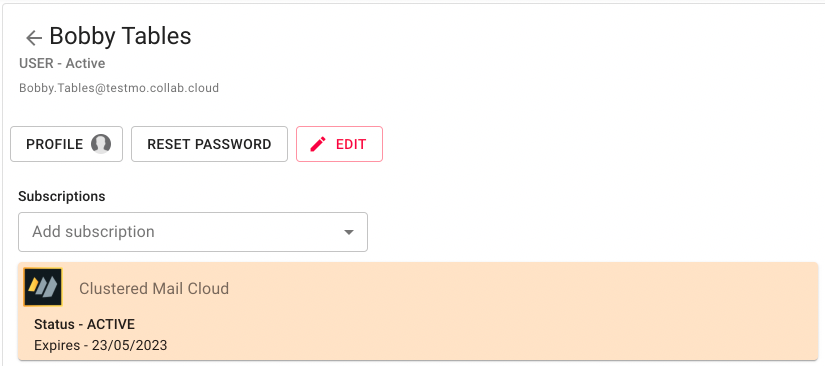 Bobby Tables
USER - Active
Bobby.Tables@testmo.collab.cloud
PROFILE RESET PASSWORD EDIT
Subscriptions
Add subscription
Clustered Mail Cloud
Status - ACTIVE
Expires - 23/05/2023